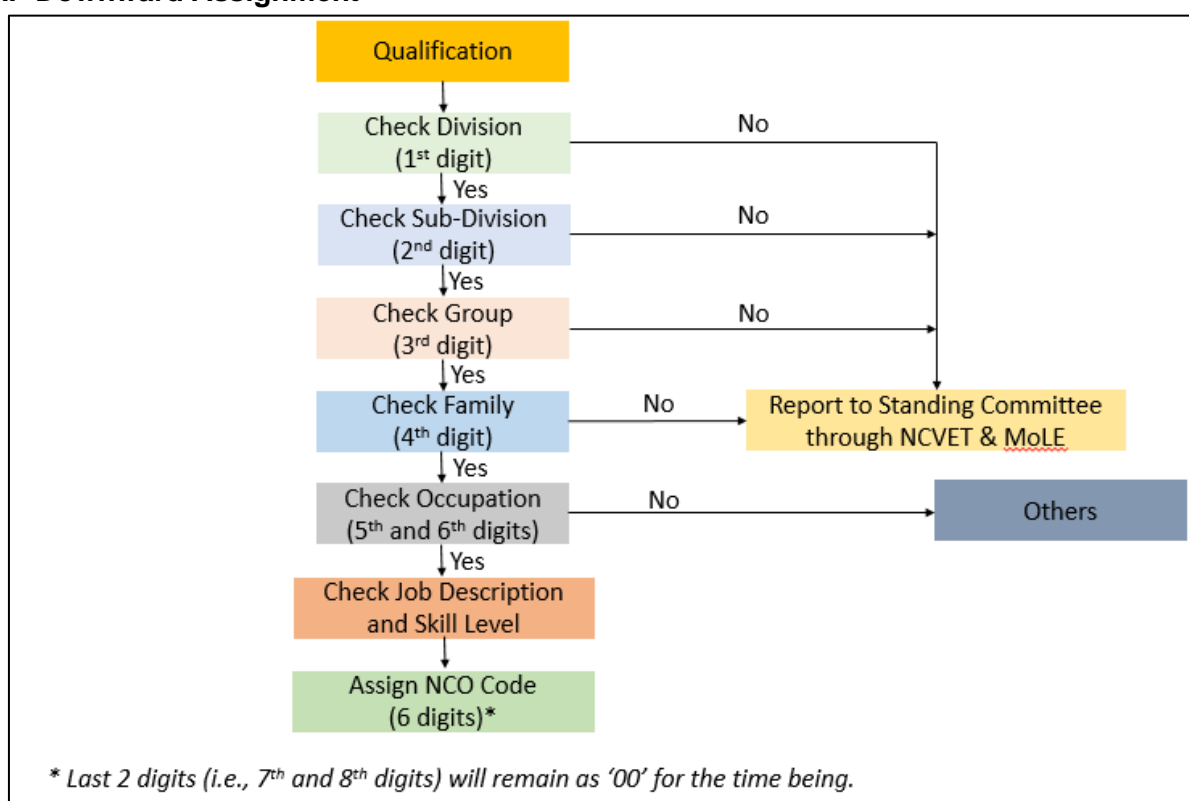 Downward Assignment
Qualification
Check Division
(1st digit)
No
Yes
Check Sub-Division
(2nd digit)
No
Yes
Check Group
(3rd digit)
No
Yes
Check Family
(4th digit)
No
Report to Standing Committee
through NCVET & MoLE
Yes
Check Occupation
(5th and 6th digits)
No
Others
Yes
Check Job Description
and Skill Level
Assign NCO Code
(6 digits)*
* Last 2 digits (i.e., 7th and 8th digits) will remain as ‘00’ for the time being.